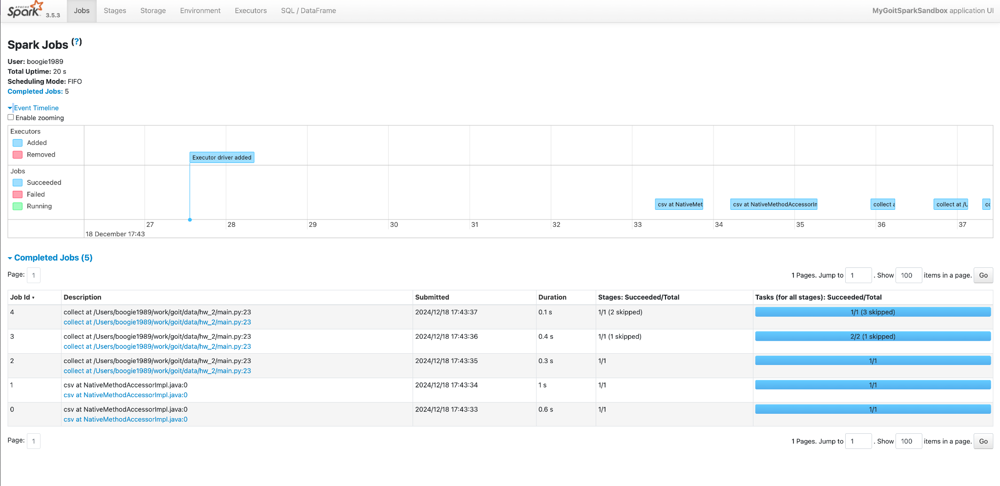 APACHE
Spark 3.5.3
Jobs Stages Storage Environment Executors SQL / DataFrame MyGoitSparkSandbox application UI
Spark Jobs (?)
User: boogie1989
Total Uptime: 20 s
Scheduling Mode: FIFO
Completed Jobs: 5
Event Timeline
Enable zooming
Executors
Added
Removed
Executor driver added
Jobs
Succeeded
Failed
Running
csv at NativeMet csv at NativeMethodAccessorIm collect a collect at /U co
27 28 29 30 31 32 33 34 35 36 37
18 December 17:43
Completed Jobs (5)
Page: 1 1 Pages. Jump to 1 . Show 100 items in a page. Go
Job Id ▾ Description Submitted Duration Stages: Succeeded/Total Tasks (for all stages): Succeeded/Total
4 collect at /Users/boogie1989/work/goit/data/hw_2/main.py:23 2024/12/18 17:43:37 0.1 s 1/1 (2 skipped) 1/1 (3 skipped)
collect at /Users/boogie1989/work/goit/data/hw_2/main.py:23
3 collect at /Users/boogie1989/work/goit/data/hw_2/main.py:23 2024/12/18 17:43:36 0.4 s 1/1 (1 skipped) 2/2 (1 skipped)
collect at /Users/boogie1989/work/goit/data/hw_2/main.py:23
2 collect at /Users/boogie1989/work/goit/data/hw_2/main.py:23 2024/12/18 17:43:35 0.3 s 1/1 1/1
collect at /Users/boogie1989/work/goit/data/hw_2/main.py:23
1 csv at NativeMethodAccessorImpl.java:0 2024/12/18 17:43:34 1 s 1/1 1/1
csv at NativeMethodAccessorImpl.java:0
0 csv at NativeMethodAccessorImpl.java:0 2024/12/18 17:43:33 0.6 s 1/1 1/1
csv at NativeMethodAccessorImpl.java:0
Page: 1 1 Pages. Jump to 1 . Show 100 items in a page. Go